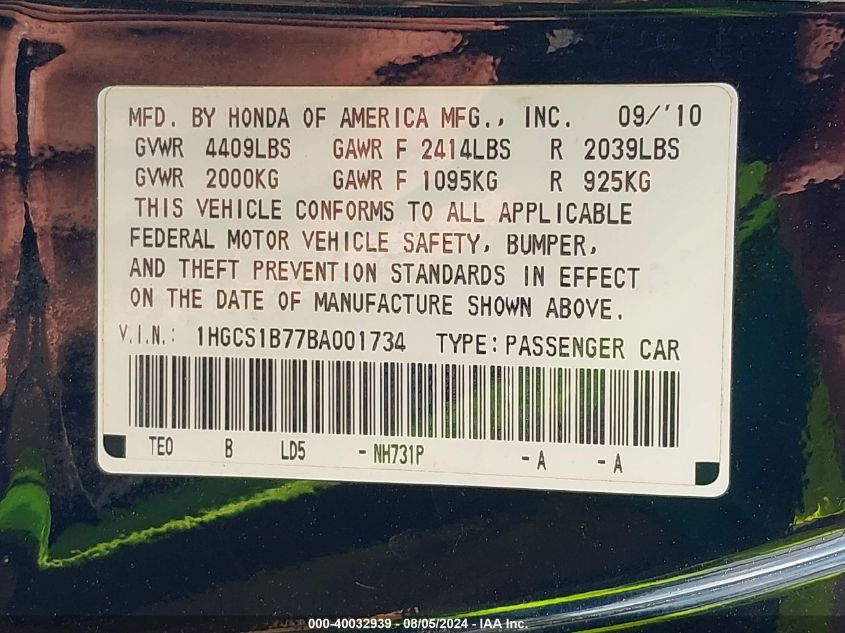 MFD. BY HONDA OF AMERICA MFG., INC. 09/'10
GVWR 4409LBS GAWR F 2414LBS R 2039LBS
GVWR 2000KG GAWR F 1095KG R 925KG
THIS VEHICLE CONFORMS TO ALL APPLICABLE
FEDERAL MOTOR VEHICLE SAFETY, BUMPER,
AND THEFT PREVENTION STANDARDS IN EFFECT
ON THE DATE OF MANUFACTURE SHOWN ABOVE.
V.I.N.: 1HGCS1B77BA001734 TYPE: PASSENGER CAR
TE0 B LD5 - NH731P - A - A
000-40032939 - 08/05/2024 - IAA Inc.